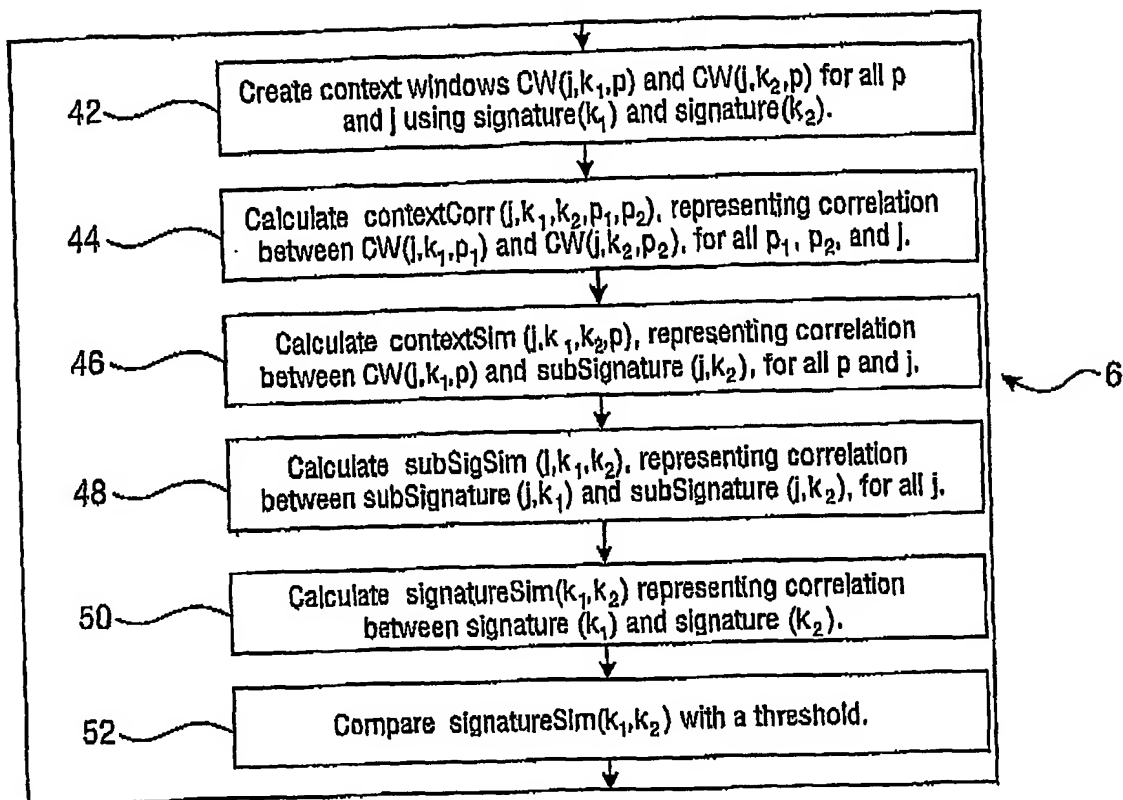 42
Create context windows CW(j,k₁,p) and CW(j,k₂,p) for all p
and j using signature(k₁) and signature(k₂).
44
Calculate contextCorr (j,k₁,k₂,p₁,p₂), representing correlation
between CW(j,k₁,p₁) and CW(j,k₂,p₂), for all p₁, p₂, and j.
46
Calculate contextSim (j,k₁,k₂,p), representing correlation
between CW(j,k₁,p) and subSignature (j,k₂), for all p and j.
6
48
Calculate subSigSim (j,k₁,k₂), representing correlation
between subSignature (j,k₁) and subSignature (j,k₂), for all j.
50
Calculate signatureSim(k₁,k₂) representing correlation
between signature (k₁) and signature (k₂).
52
Compare signatureSim(k₁,k₂) with a threshold.